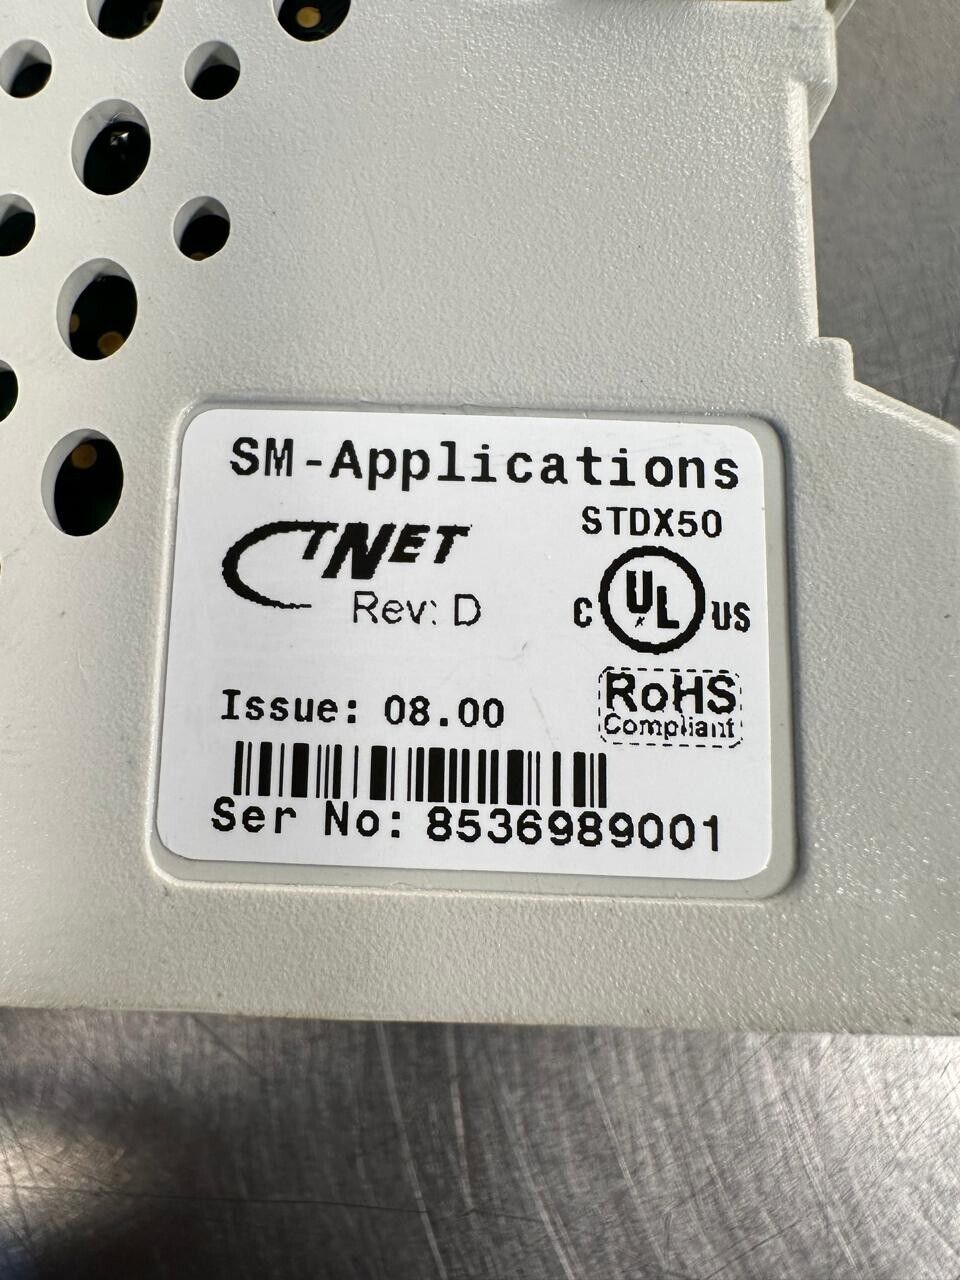 SM-Applications
STDX50
CTNET
Rev: D
C UL US
Issue: 08.00
RoHS
Compliant
Ser No: 8536989001